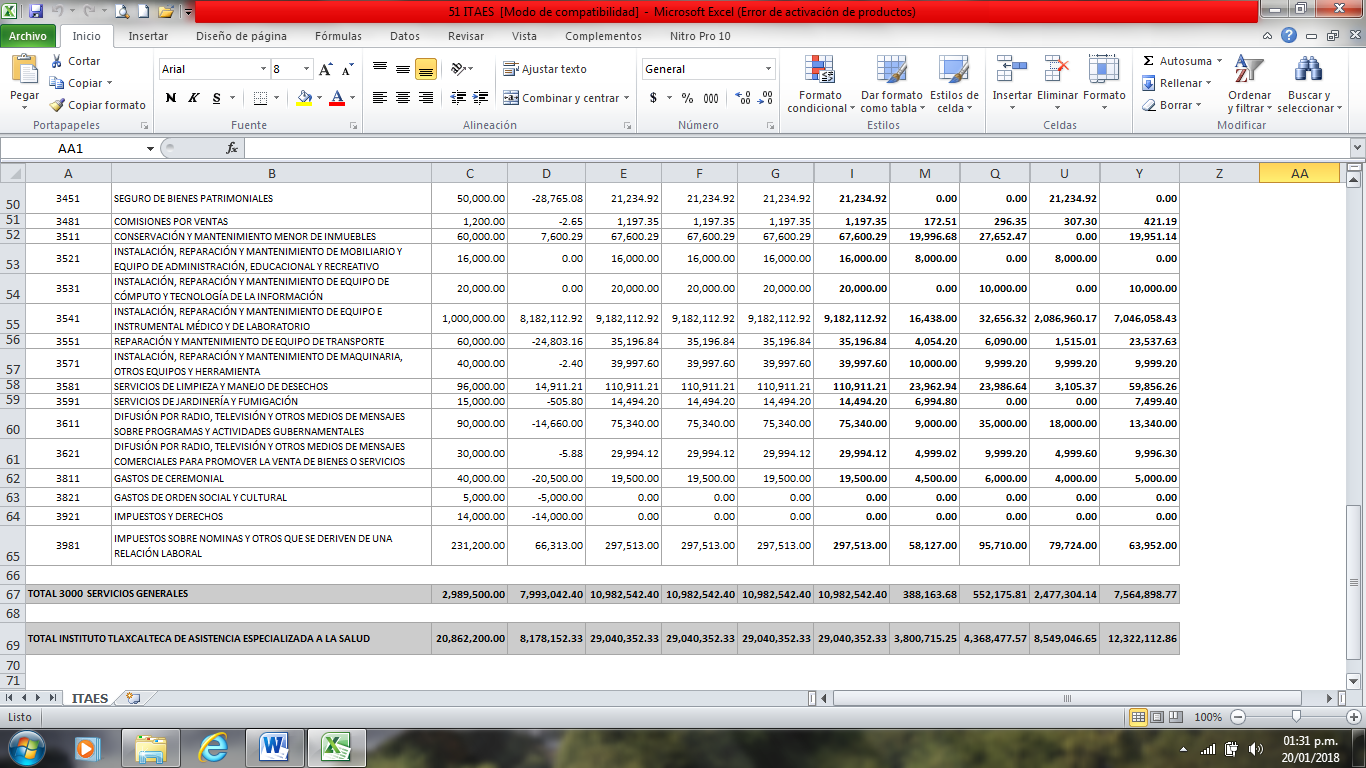 51 ITAES [Modo de compatibilidad] - Microsoft Excel (Error de activación de productos)
Archivo Inicio Insertar Diseño de página Fórmulas Datos Revisar Vista Complementos Nitro Pro 10
Pegar Cortar Copiar Copiar formato Portapapeles
Arial 8 N K S Fuente
Ajustar texto Combinar y centrar Alineación
General $ % 000 Número
Formato condicional Dar formato como tabla Estilos de celda Estilos
Insertar Eliminar Formato Celdas
Autosuma Rellenar Borrar Ordenar y filtrar Buscar y seleccionar Modificar
AA1 fx
A B C D E F G I M Q U Y Z AA
50 3451 SEGURO DE BIENES PATRIMONIALES 50,000.00 -28,765.08 21,234.92 21,234.92 21,234.92 21,234.92 0.00 0.00 21,234.92 0.00
51 3481 COMISIONES POR VENTAS 1,200.00 -2.65 1,197.35 1,197.35 1,197.35 1,197.35 172.51 296.35 307.30 421.19
52 3511 CONSERVACIÓN Y MANTENIMIENTO MENOR DE INMUEBLES 60,000.00 7,600.29 67,600.29 67,600.29 67,600.29 67,600.29 19,996.68 27,652.47 0.00 19,951.14
INSTALACIÓN, REPARACIÓN Y MANTENIMIENTO DE MOBILIARIO Y
53 3521 EQUIPO DE ADMINISTRACIÓN, EDUCACIONAL Y RECREATIVO 16,000.00 0.00 16,000.00 16,000.00 16,000.00 16,000.00 8,000.00 0.00 8,000.00 0.00
INSTALACIÓN, REPARACIÓN Y MANTENIMIENTO DE EQUIPO DE
54 3531 CÓMPUTO Y TECNOLOGÍA DE LA INFORMACIÓN 20,000.00 0.00 20,000.00 20,000.00 20,000.00 20,000.00 0.00 10,000.00 0.00 10,000.00
INSTALACIÓN, REPARACIÓN Y MANTENIMIENTO DE EQUIPO E
55 3541 INSTRUMENTAL MÉDICO Y DE LABORATORIO 1,000,000.00 8,182,112.92 9,182,112.92 9,182,112.92 9,182,112.92 9,182,112.92 16,438.00 32,656.32 2,086,960.17 7,046,058.43
56 3551 REPARACIÓN Y MANTENIMIENTO DE EQUIPO DE TRANSPORTE 60,000.00 -24,803.16 35,196.84 35,196.84 35,196.84 35,196.84 4,054.20 6,090.00 1,515.01 23,537.63
INSTALACIÓN, REPARACIÓN Y MANTENIMIENTO DE MAQUINARIA,
57 3571 OTROS EQUIPOS Y HERRAMIENTA 40,000.00 -2.40 39,997.60 39,997.60 39,997.60 39,997.60 10,000.00 9,999.20 9,999.20 9,999.20
58 3581 SERVICIOS DE LIMPIEZA Y MANEJO DE DESECHOS 96,000.00 14,911.21 110,911.21 110,911.21 110,911.21 110,911.21 23,962.94 23,986.64 3,105.37 59,856.26
59 3591 SERVICIOS DE JARDINERÍA Y FUMIGACIÓN 15,000.00 -505.80 14,494.20 14,494.20 14,494.20 14,494.20 6,994.80 0.00 0.00 7,499.40
DIFUSIÓN POR RADIO, TELEVISIÓN Y OTROS MEDIOS DE MENSAJES
60 3611 SOBRE PROGRAMAS Y ACTIVIDADES GUBERNAMENTALES 90,000.00 -14,660.00 75,340.00 75,340.00 75,340.00 75,340.00 9,000.00 35,000.00 18,000.00 13,340.00
DIFUSIÓN POR RADIO, TELEVISIÓN Y OTROS MEDIOS DE MENSAJES
61 3621 COMERCIALES PARA PROMOVER LA VENTA DE BIENES O SERVICIOS 30,000.00 -5.88 29,994.12 29,994.12 29,994.12 29,994.12 4,999.02 9,999.20 4,999.60 9,996.30
62 3811 GASTOS DE CEREMONIAL 40,000.00 -20,500.00 19,500.00 19,500.00 19,500.00 19,500.00 4,500.00 6,000.00 4,000.00 5,000.00
63 3821 GASTOS DE ORDEN SOCIAL Y CULTURAL 5,000.00 -5,000.00 0.00 0.00 0.00 0.00 0.00 0.00 0.00 0.00
64 3921 IMPUESTOS Y DERECHOS 14,000.00 -14,000.00 0.00 0.00 0.00 0.00 0.00 0.00 0.00 0.00
IMPUESTOS SOBRE NOMINAS Y OTROS QUE SE DERIVEN DE UNA
65 3981 RELACIÓN LABORAL 231,200.00 66,313.00 297,513.00 297,513.00 297,513.00 297,513.00 58,127.00 95,710.00 79,724.00 63,952.00
66
67 TOTAL 3000 SERVICIOS GENERALES 2,989,500.00 7,993,042.40 10,982,542.40 10,982,542.40 10,982,542.40 10,982,542.40 388,163.68 552,175.81 2,477,304.14 7,564,898.77
68
69 TOTAL INSTITUTO TLAXCALTECA DE ASISTENCIA ESPECIALIZADA A LA SALUD 20,862,200.00 8,178,152.33 29,040,352.33 29,040,352.33 29,040,352.33 29,040,352.33 3,800,715.25 4,368,477.57 8,549,046.65 12,322,112.86
70
71
ITAES
Listo 100%
01:31 p.m.
20/01/2018